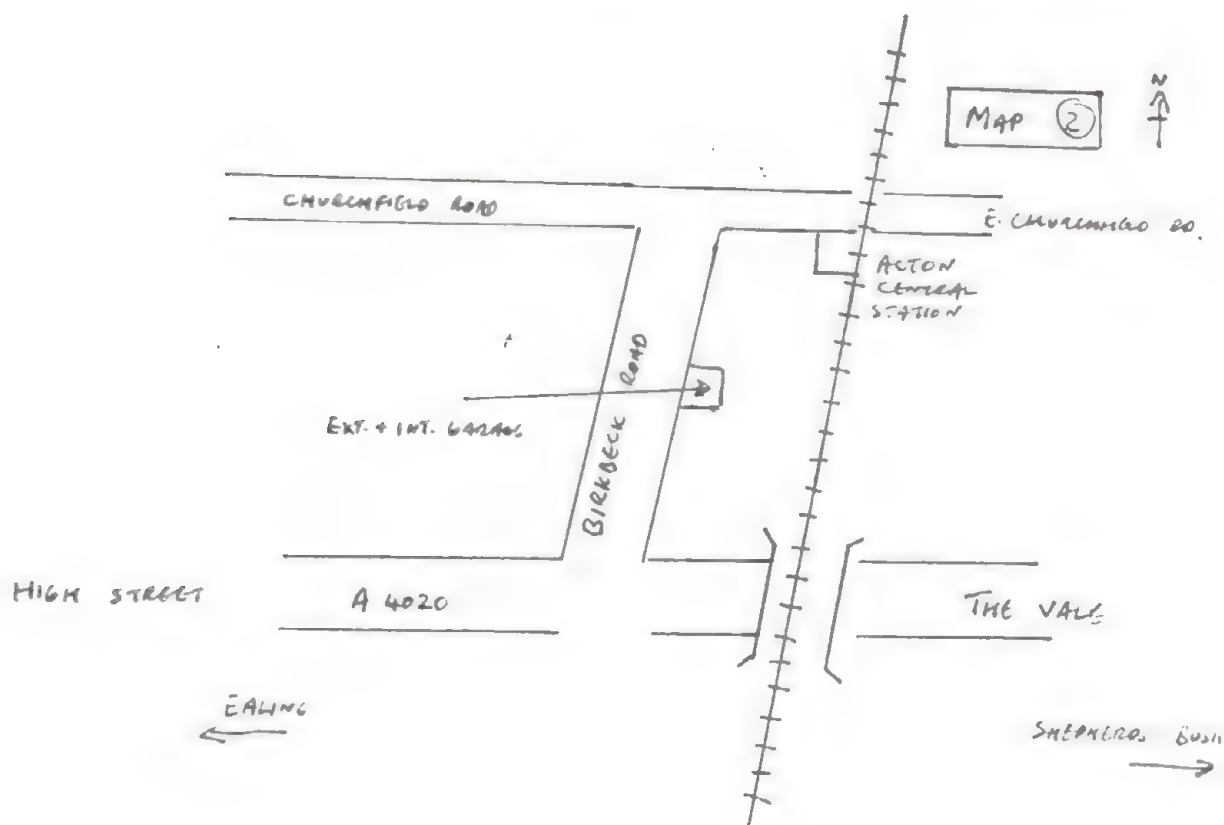 N
MAP 2
CHURCHFIELD ROAD
E. CHURCHFIELD RD.
ACTON
CENTRAL
STATION
BIRKBECK ROAD
EXT. + INT. GARAGE
HIGH STREET
A 4020
THE VALE
EALING
SHEPHERDS BUSH